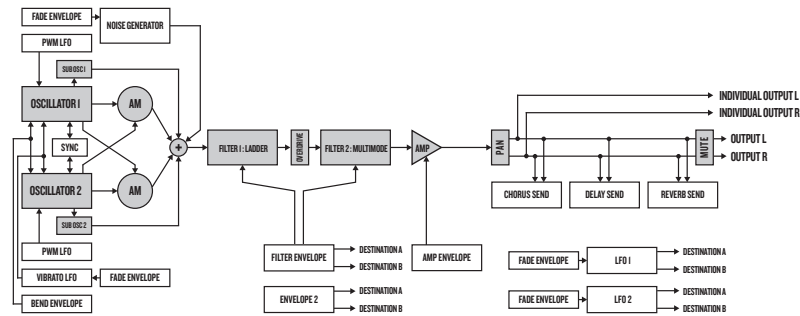 FADE ENVELOPE
NOISE GENERATOR
PWM LFO
SUB OSC 1
OSCILLATOR 1
AM
INDIVIDUAL OUTPUT L
INDIVIDUAL OUTPUT R
SYNC
+
FILTER 1 : LADDER
OVERDRIVE
FILTER 2 : MULTIMODE
AMP
PAN
MUTE
OUTPUT L
OUTPUT R
OSCILLATOR 2
AM
CHORUS SEND
DELAY SEND
REVERB SEND
SUB OSC 2
PWM LFO
FILTER ENVELOPE
DESTINATION A
DESTINATION B
AMP ENVELOPE
FADE ENVELOPE
LFO 1
DESTINATION A
DESTINATION B
VIBRATO LFO
FADE ENVELOPE
BEND ENVELOPE
ENVELOPE 2
DESTINATION A
DESTINATION B
FADE ENVELOPE
LFO 2
DESTINATION A
DESTINATION B